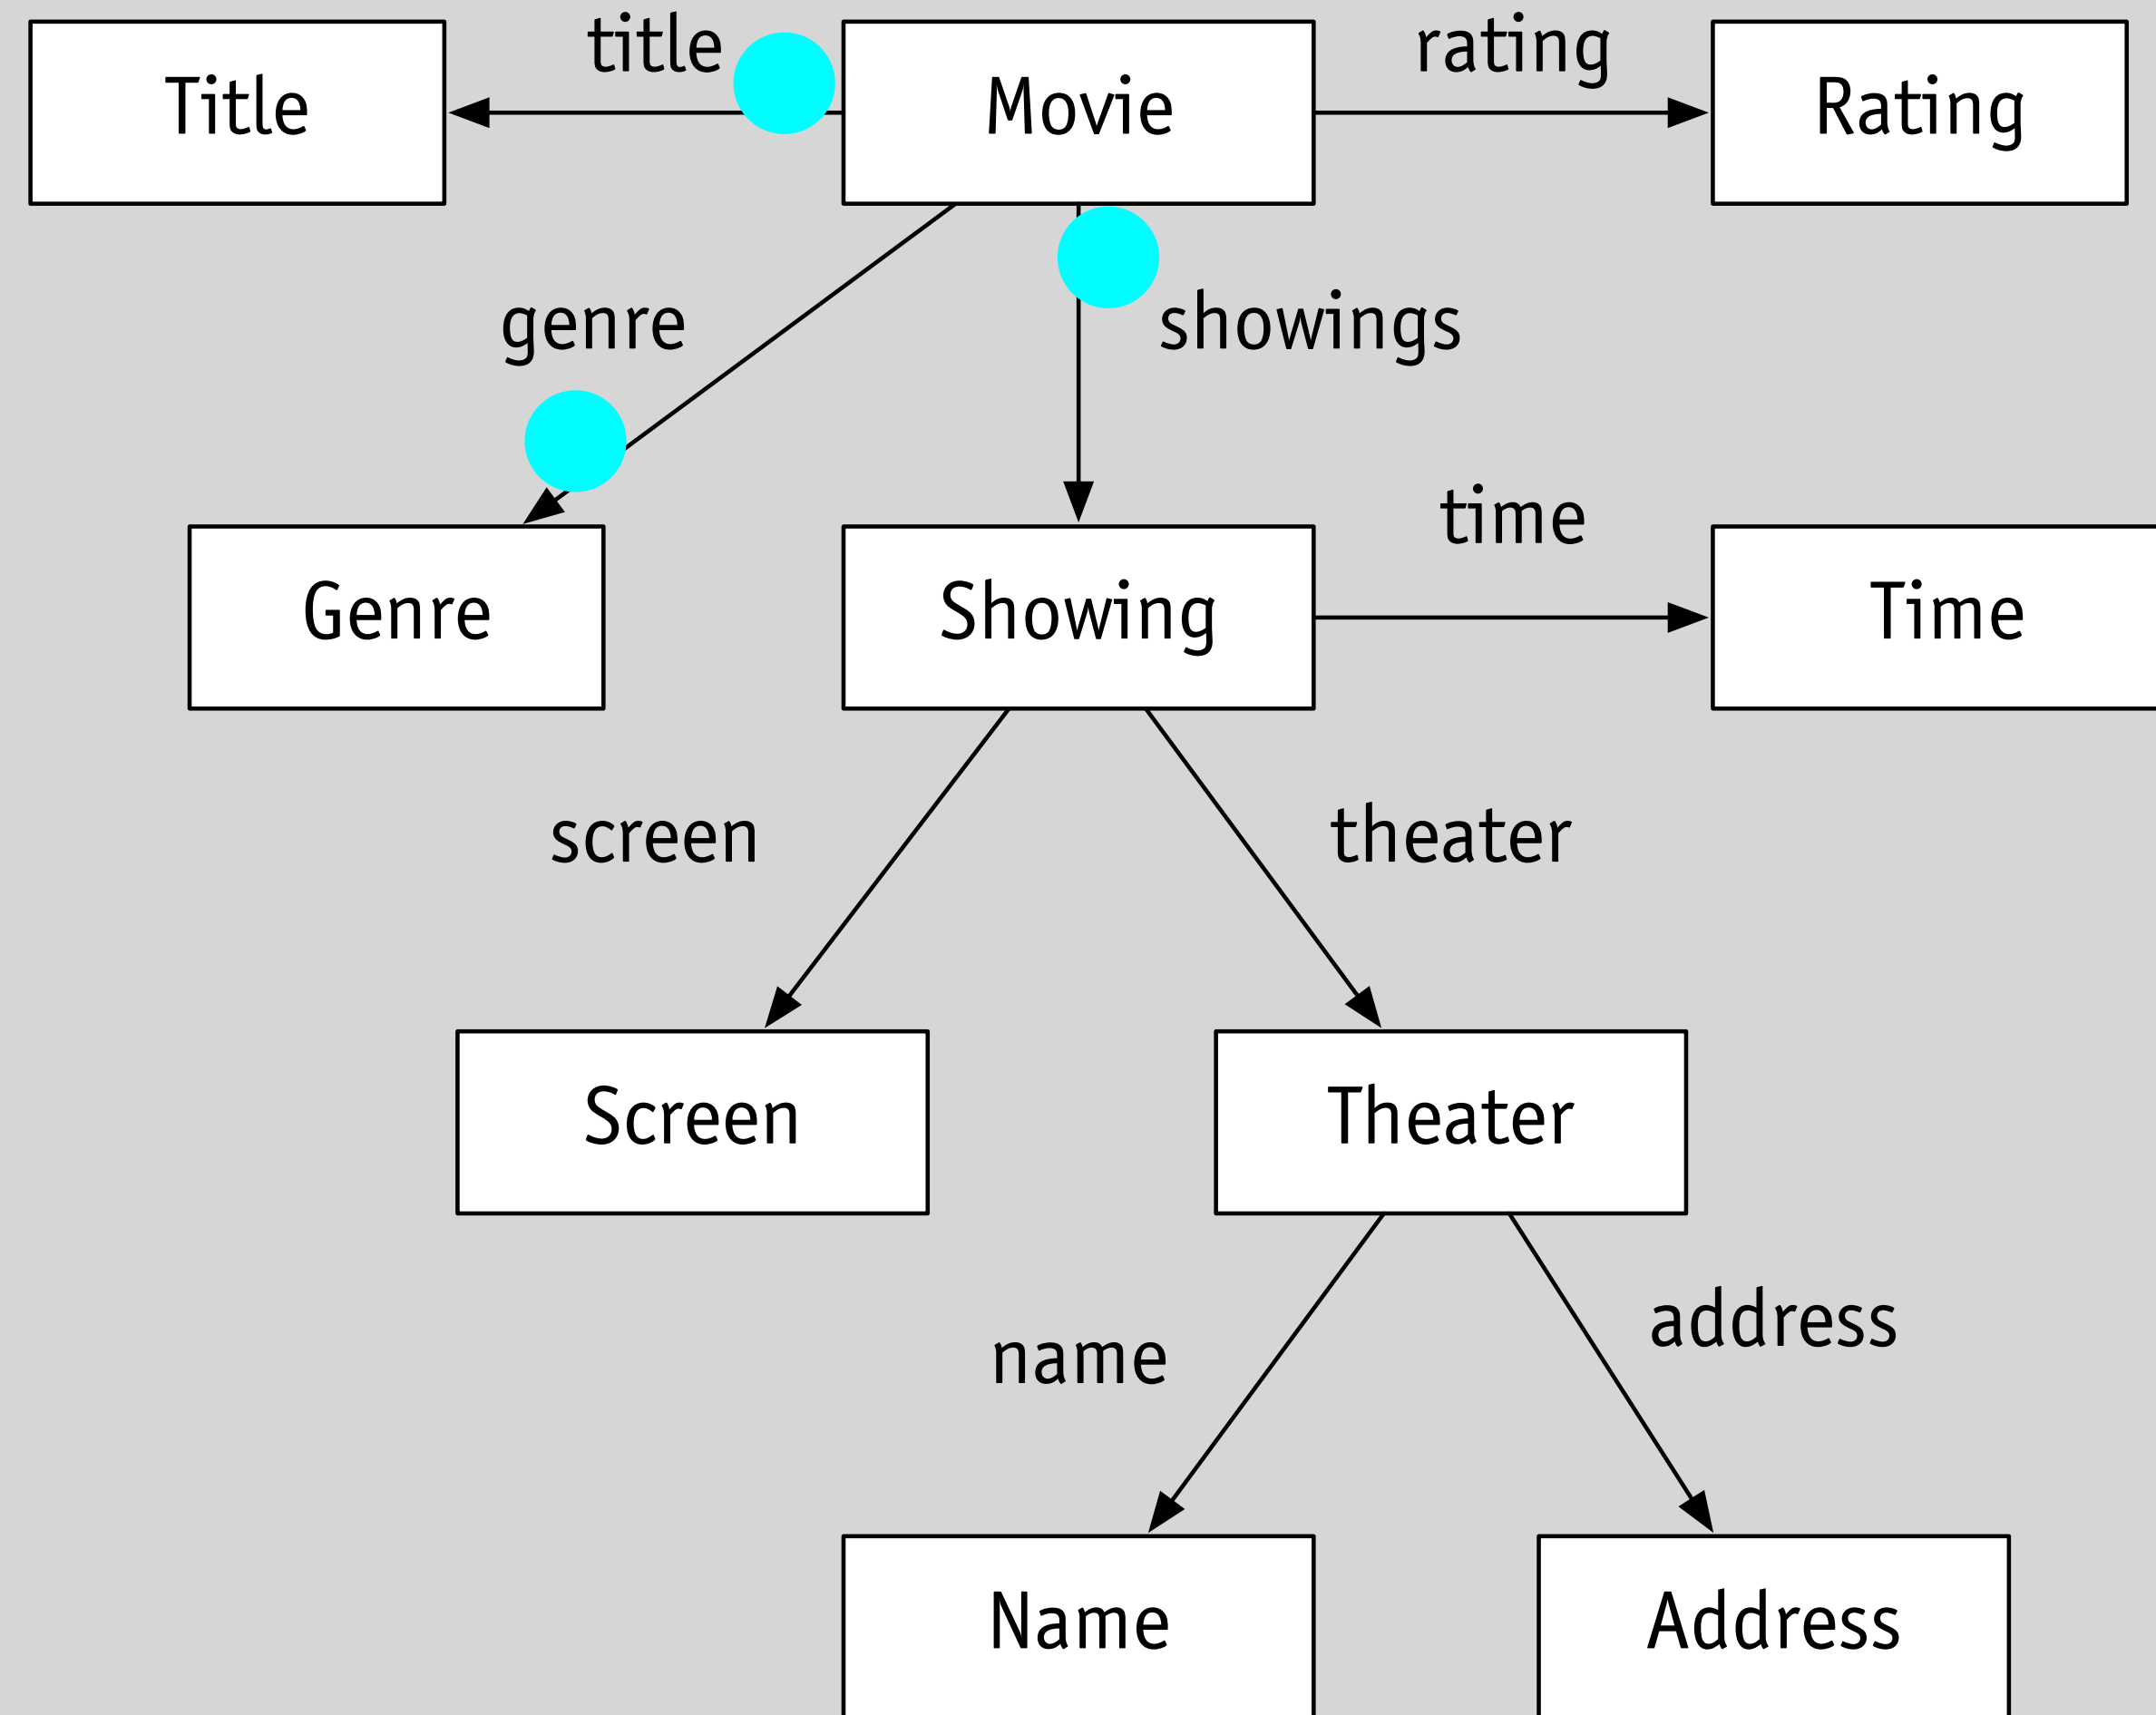 title
rating
Title
Movie
Rating
genre
showings
time
Genre
Showing
Time
screen
theater
Screen
Theater
address
name
Name
Address